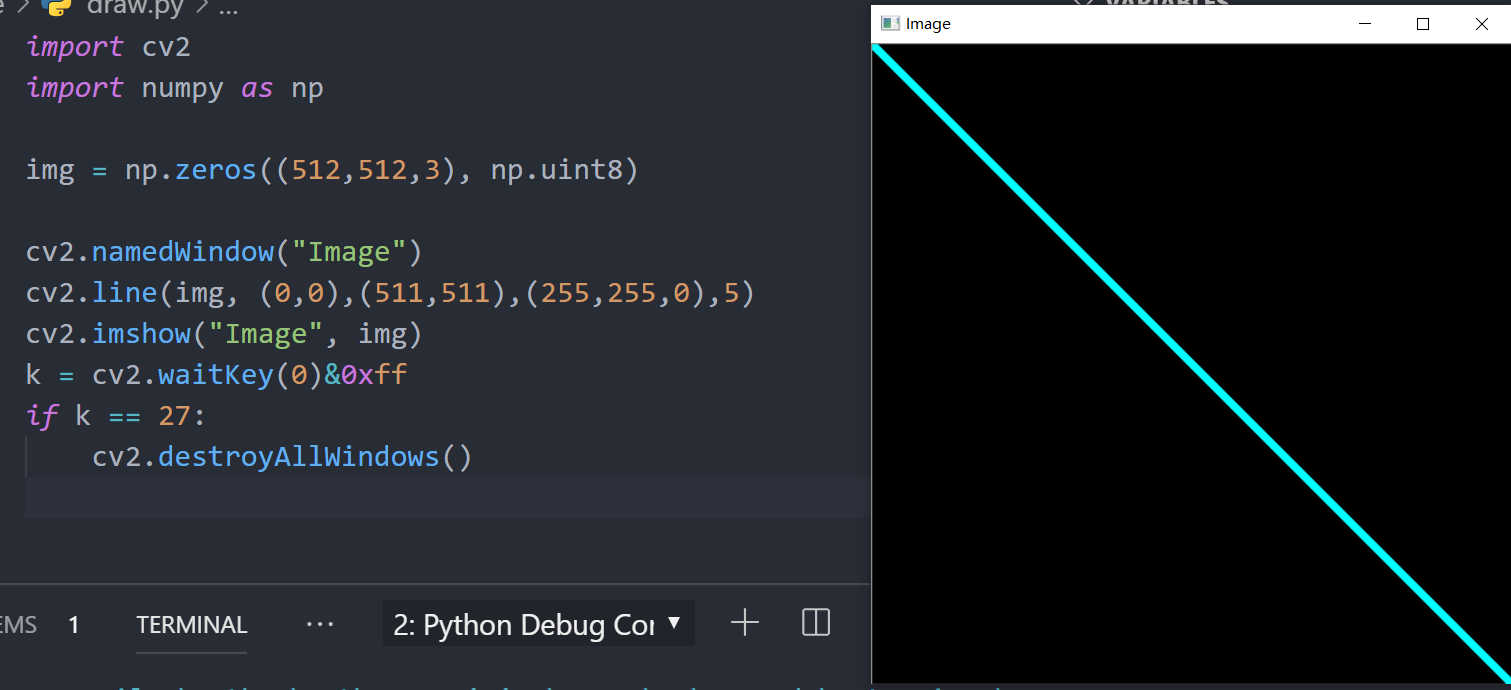 draw.py > ...
import cv2
import numpy as np
img = np.zeros((512,512,3), np.uint8)
cv2.namedWindow("Image")
cv2.line(img, (0,0),(511,511),(255,255,0),5)
cv2.imshow("Image", img)
k = cv2.waitKey(0)&0xff
if k == 27:
    cv2.destroyAllWindows()
EMS 1 TERMINAL ... 2: Python Debug Cor
VARIABLES
Image